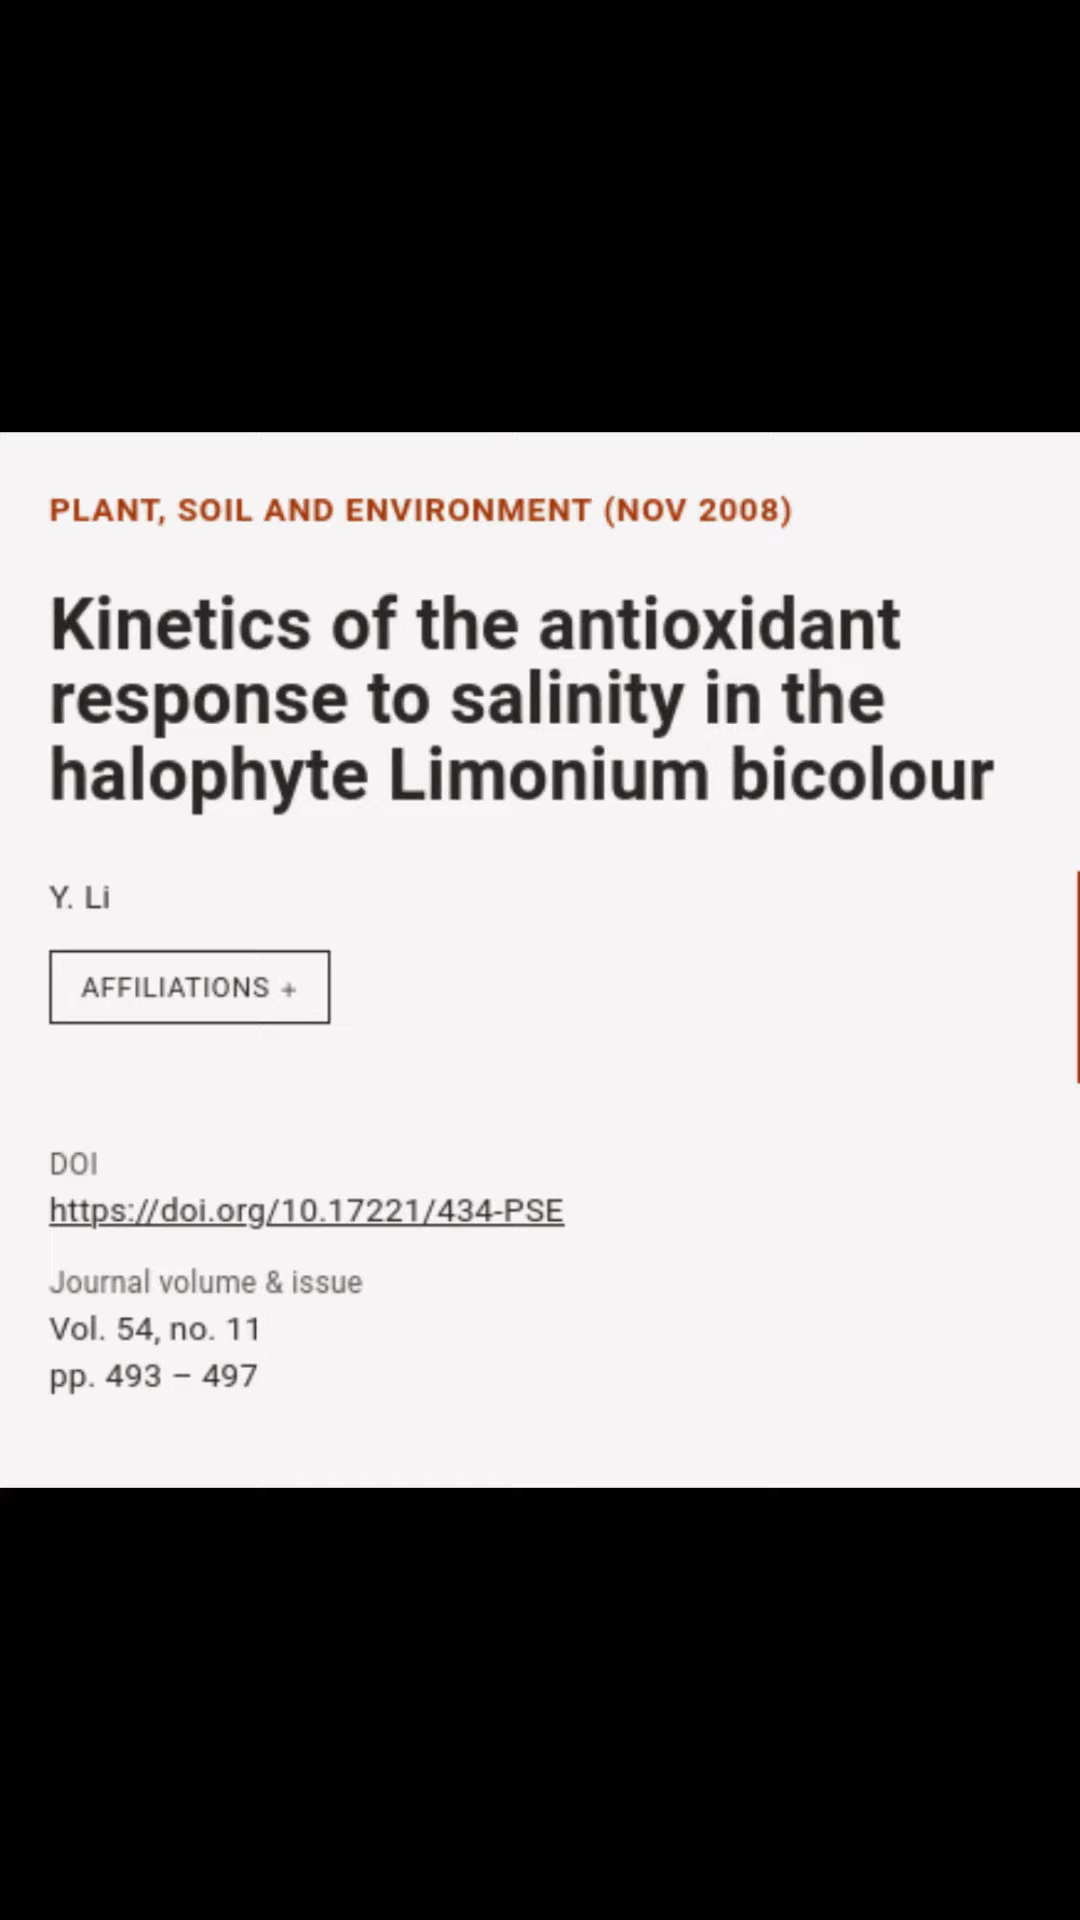 PLANT, SOIL AND ENVIRONMENT (NOV 2008)
Kinetics of the antioxidant
response to salinity in the
halophyte Limonium bicolour
Y. Li
AFFILIATIONS +
DOI
https://doi.org/10.17221/434-PSE
Journal volume & issue
Vol. 54, no. 11
pp. 493 – 497